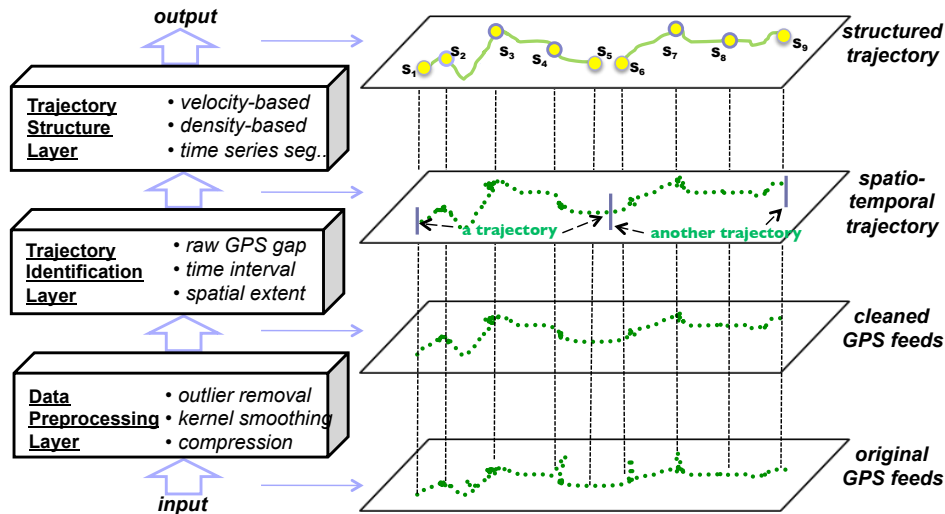 output
structured
trajectory
s1
s2
s3
s4
s5
s6
s7
s8
s9
Trajectory
Structure
Layer
• velocity-based
• density-based
• time series seg..
spatio-
temporal
trajectory
a trajectory
another trajectory
Trajectory
Identification
Layer
• raw GPS gap
• time interval
• spatial extent
cleaned
GPS feeds
Data
Preprocessing
Layer
• outlier removal
• kernel smoothing
• compression
original
GPS feeds
input